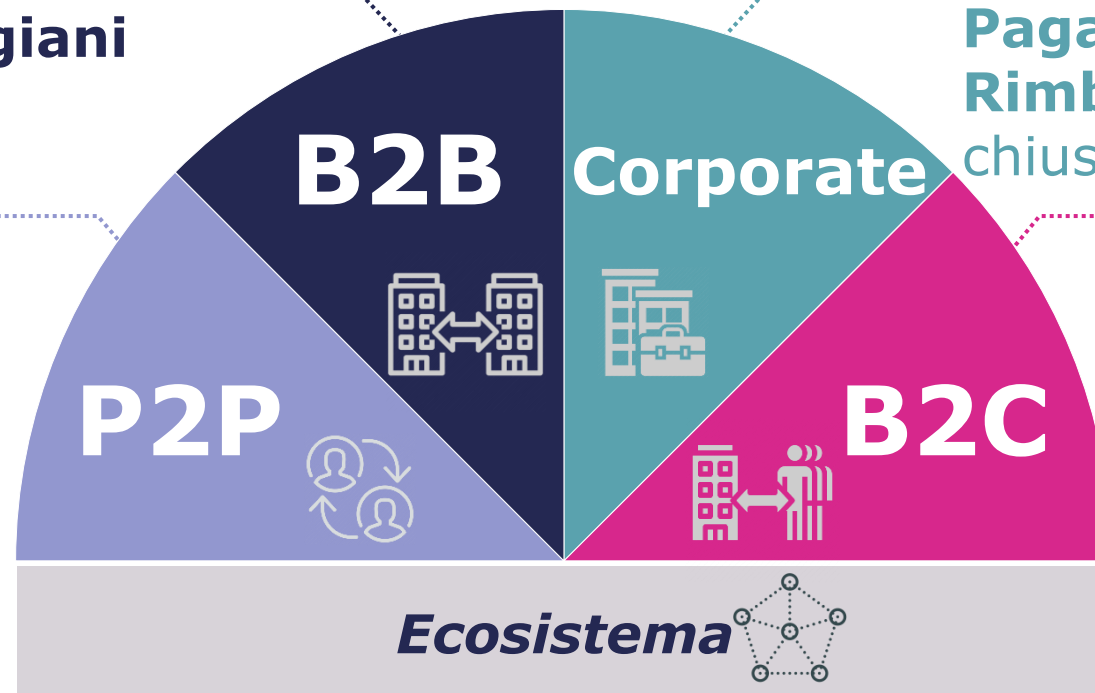 giani
Paga
Rimb
chius
B2B
Corporate
P2P
B2C
Ecosistema